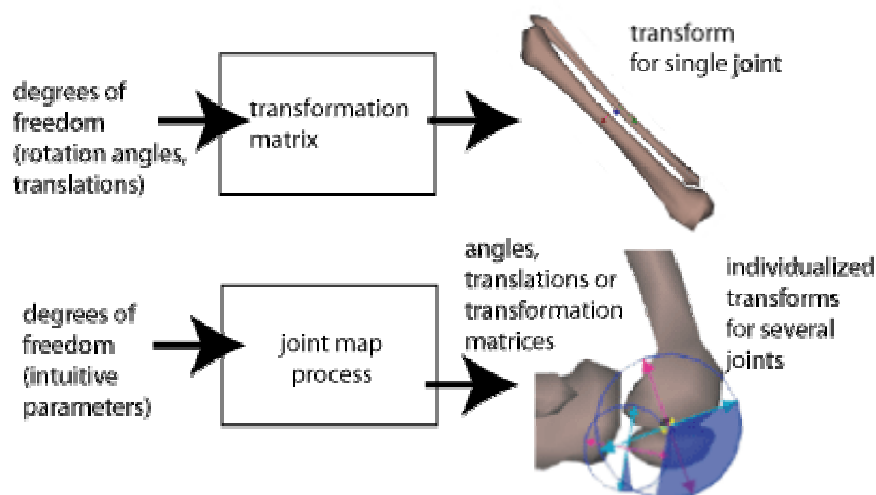 degrees of
freedom
(rotation angles,
translations)
transformation
matrix
transform
for single joint
degrees of
freedom
(intuitive
parameters)
joint map
process
angles,
translations or
transformation
matrices
individualized
transforms
for several
joints